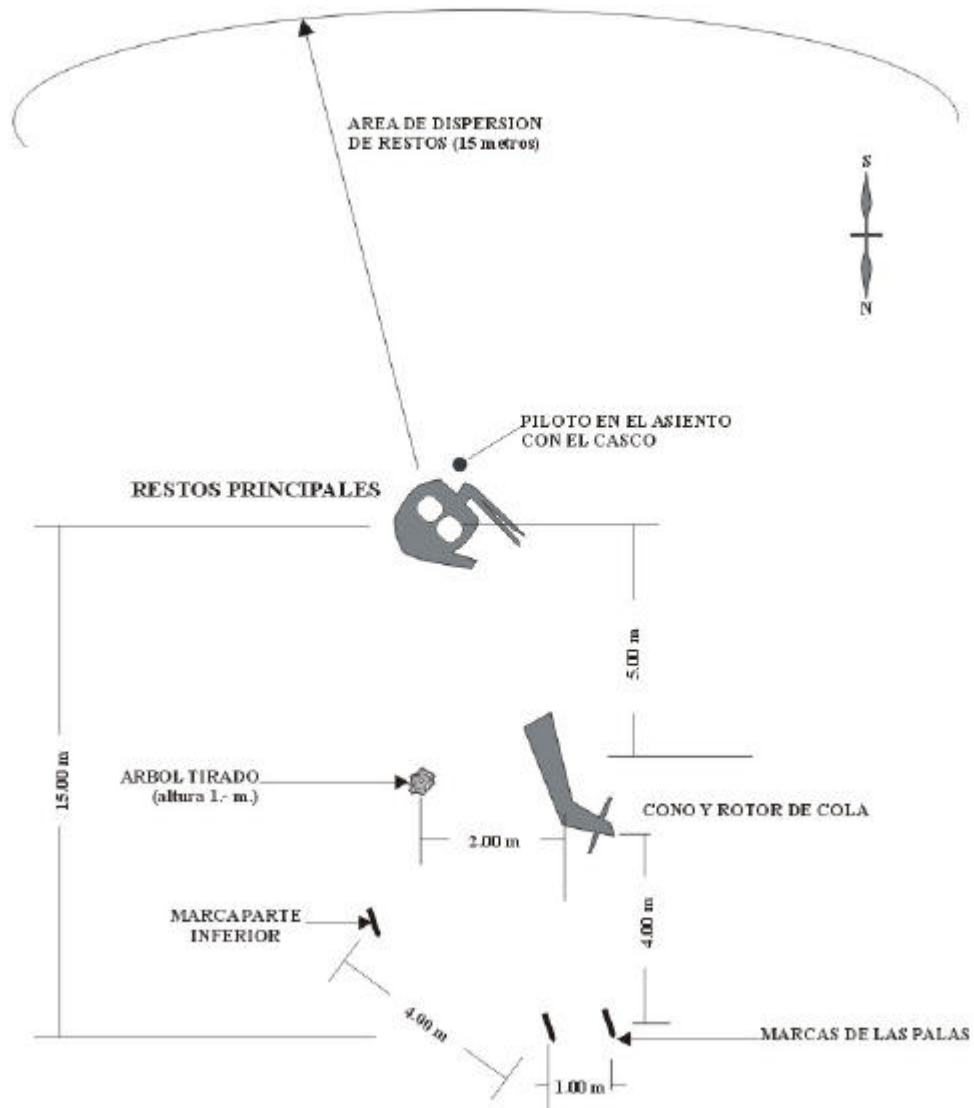 AREA DE DISPERSION
DE RESTOS (15 metros)
S
N
PILOTO EN EL ASIENTO
CON EL CASCO
RESTOS PRINCIPALES
5.00 m
15.00 m
ARBOL TIRADO
(altura 1.- m.)
CONO Y ROTOR DE COLA
2.00 m
MARCA PARTE
INFERIOR
4.00 m
4.00 m
MARCAS DE LAS PALAS
1.00 m